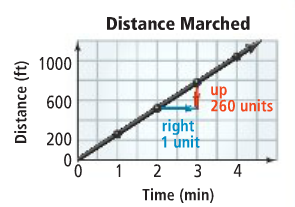 Distance Marched
Distance (ft)
1000
600
200
0
up
260 units
right
1 unit
0 1 2 3 4
Time (min)